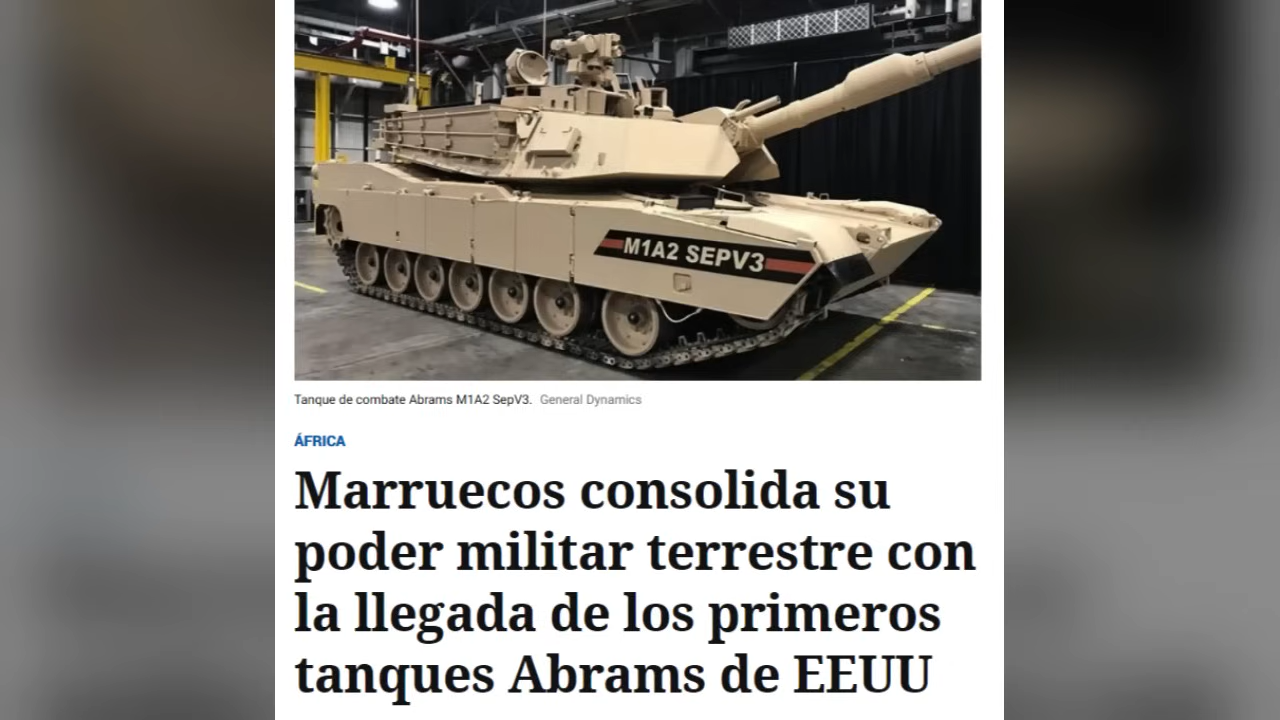 M1A2 SEPV3
Tanque de combate Abrams M1A2 SepV3. General Dynamics
ÁFRICA
Marruecos consolida su
poder militar terrestre con
la llegada de los primeros
tanques Abrams de EEUU